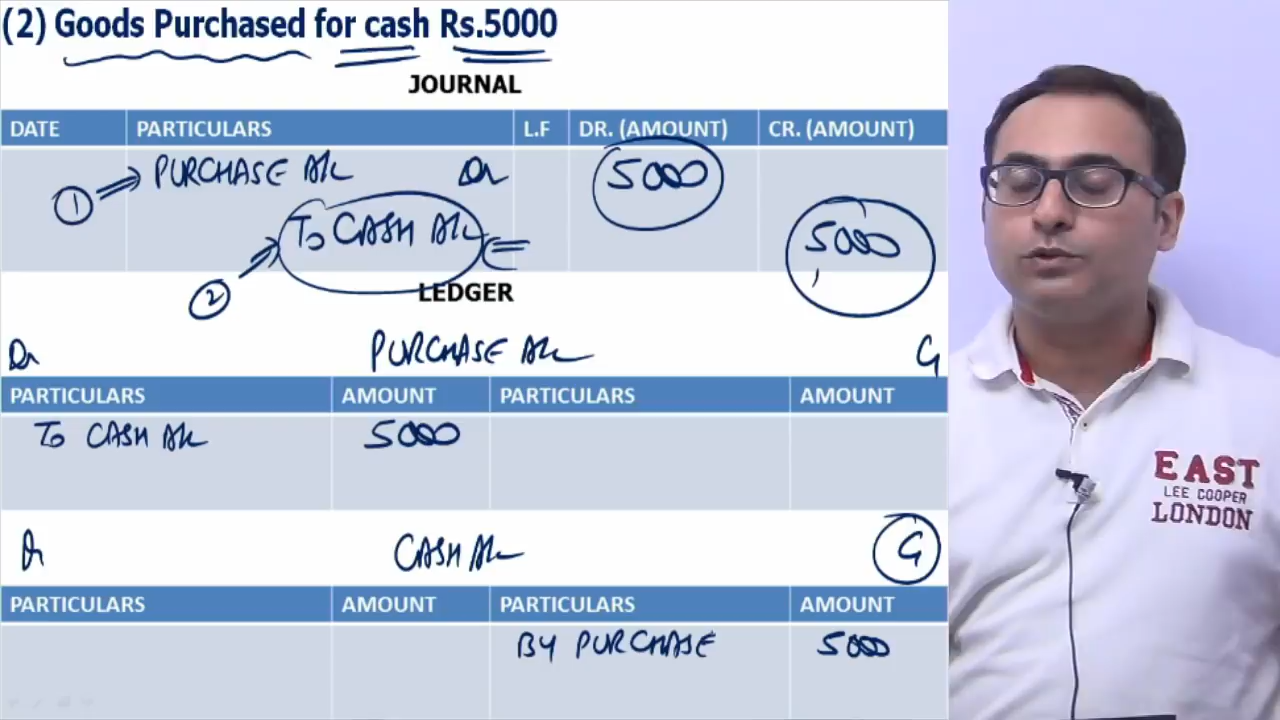 (2) Goods Purchased for cash Rs.5000
JOURNAL
DATE PARTICULARS L.F DR. (AMOUNT) CR. (AMOUNT)
1 PURCHASE A/c Dr 5000
2 To CASH A/c 5000
LEDGER
Dr PURCHASE A/c Cr
PARTICULARS AMOUNT PARTICULARS AMOUNT
To CASH A/c 5000
Dr CASH A/c Cr
PARTICULARS AMOUNT PARTICULARS AMOUNT
BY PURCHASE 5000
EAST
LEE COOPER
LONDON